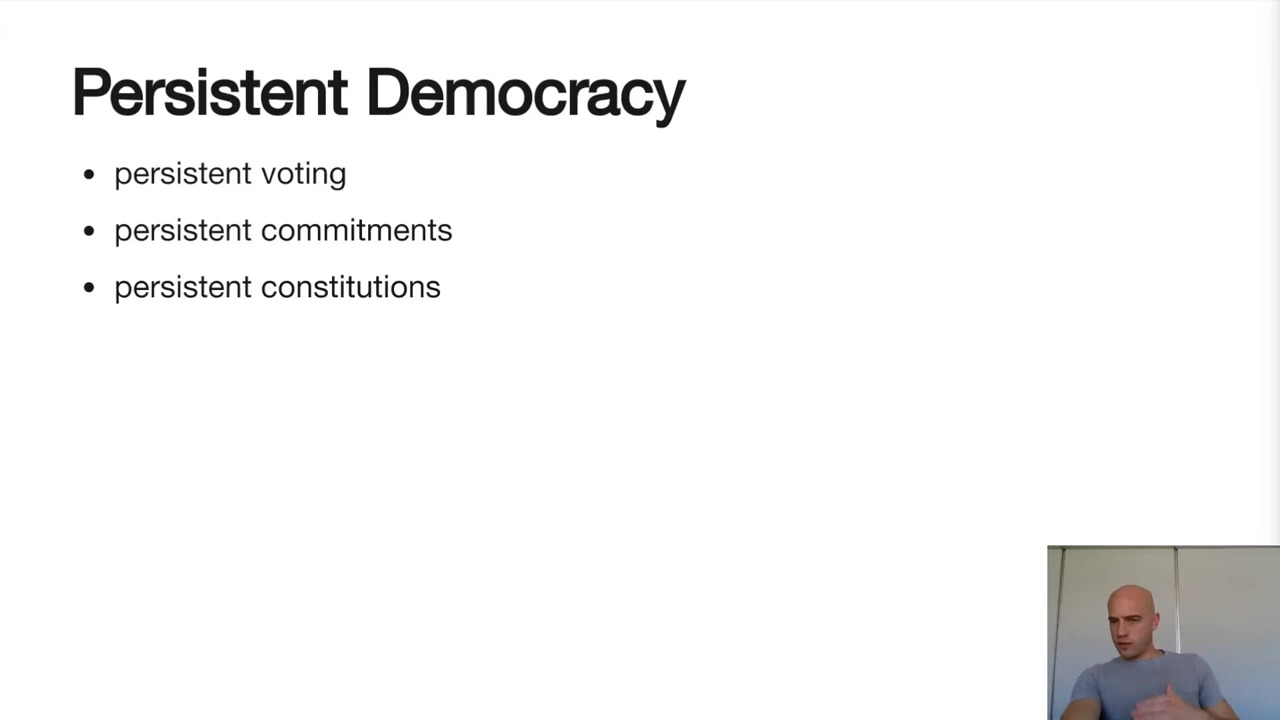 Persistent Democracy
• persistent voting
• persistent commitments
• persistent constitutions